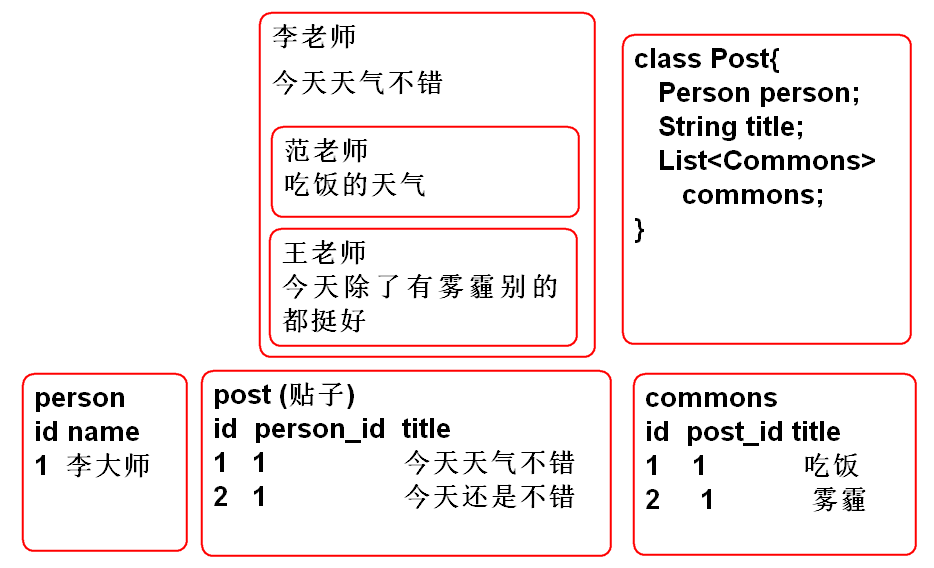 李老师
今天天气不错
范老师
吃饭的天气
王老师
今天除了有雾霾别的
都挺好
class Post{
Person person;
String title;
List<Commons>
commons;
}
person
id name
1 李大师
post (贴子)
id person_id title
1 1 今天天气不错
2 1 今天还是不错
commons
id post_id title
1 1 吃饭
2 1 雾霾